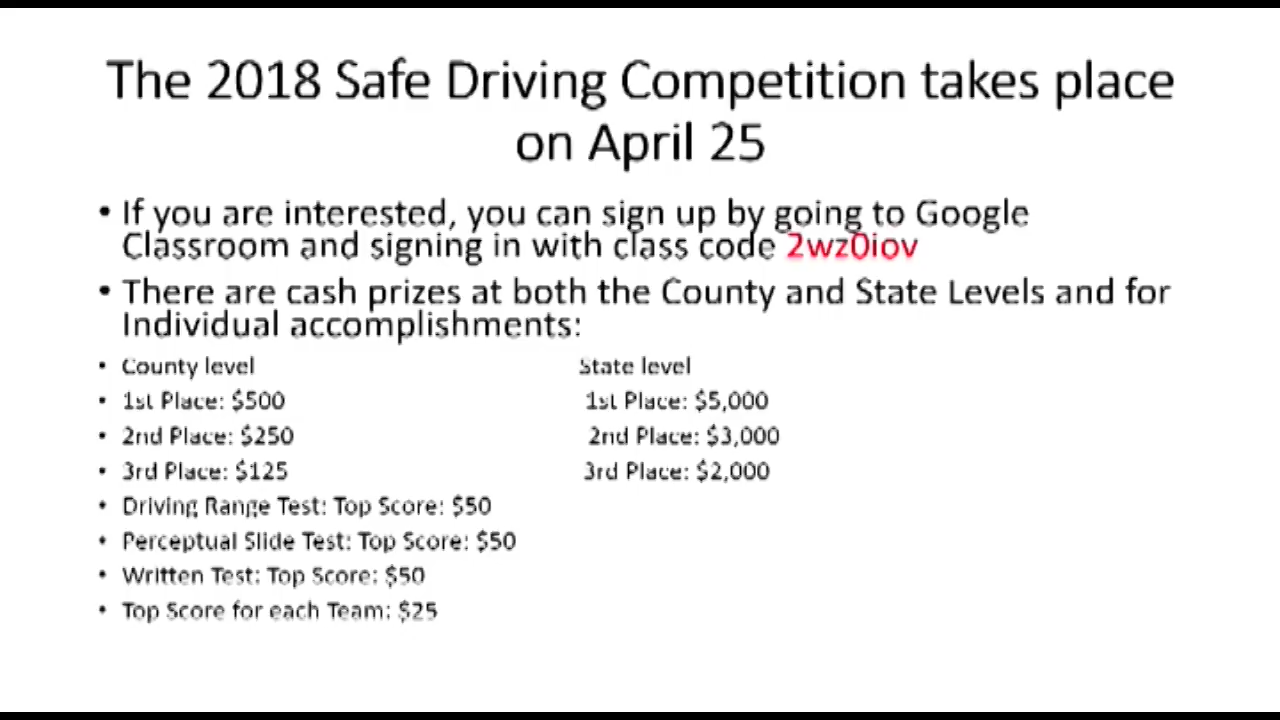 The 2018 Safe Driving Competition takes place
on April 25
• If you are interested, you can sign up by going to Google
Classroom and signing in with class code 2wz0iov
• There are cash prizes at both the County and State Levels and for
Individual accomplishments:
• County level State level
• 1st Place: $500 1st Place: $5,000
• 2nd Place: $250 2nd Place: $3,000
• 3rd Place: $125 3rd Place: $2,000
• Driving Range Test: Top Score: $50
• Perceptual Slide Test: Top Score: $50
• Written Test: Top Score: $50
• Top Score for each Team: $25